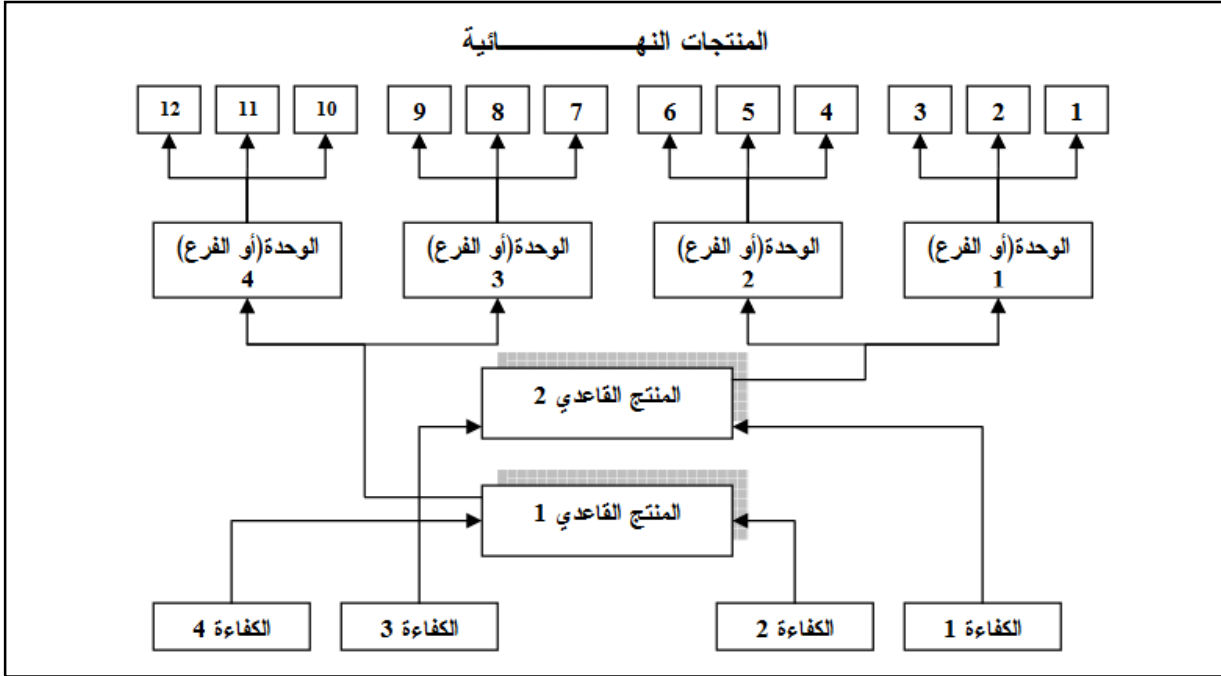 المنتجات النهـــــــــــــائية
1
2
3
4
5
6
7
8
9
10
11
12
الوحدة(أو الفرع)
1
الوحدة(أو الفرع)
2
الوحدة(أو الفرع)
3
الوحدة(أو الفرع)
4
المنتج القاعدي 2
المنتج القاعدي 1
الكفاءة 1
الكفاءة 2
الكفاءة 3
الكفاءة 4